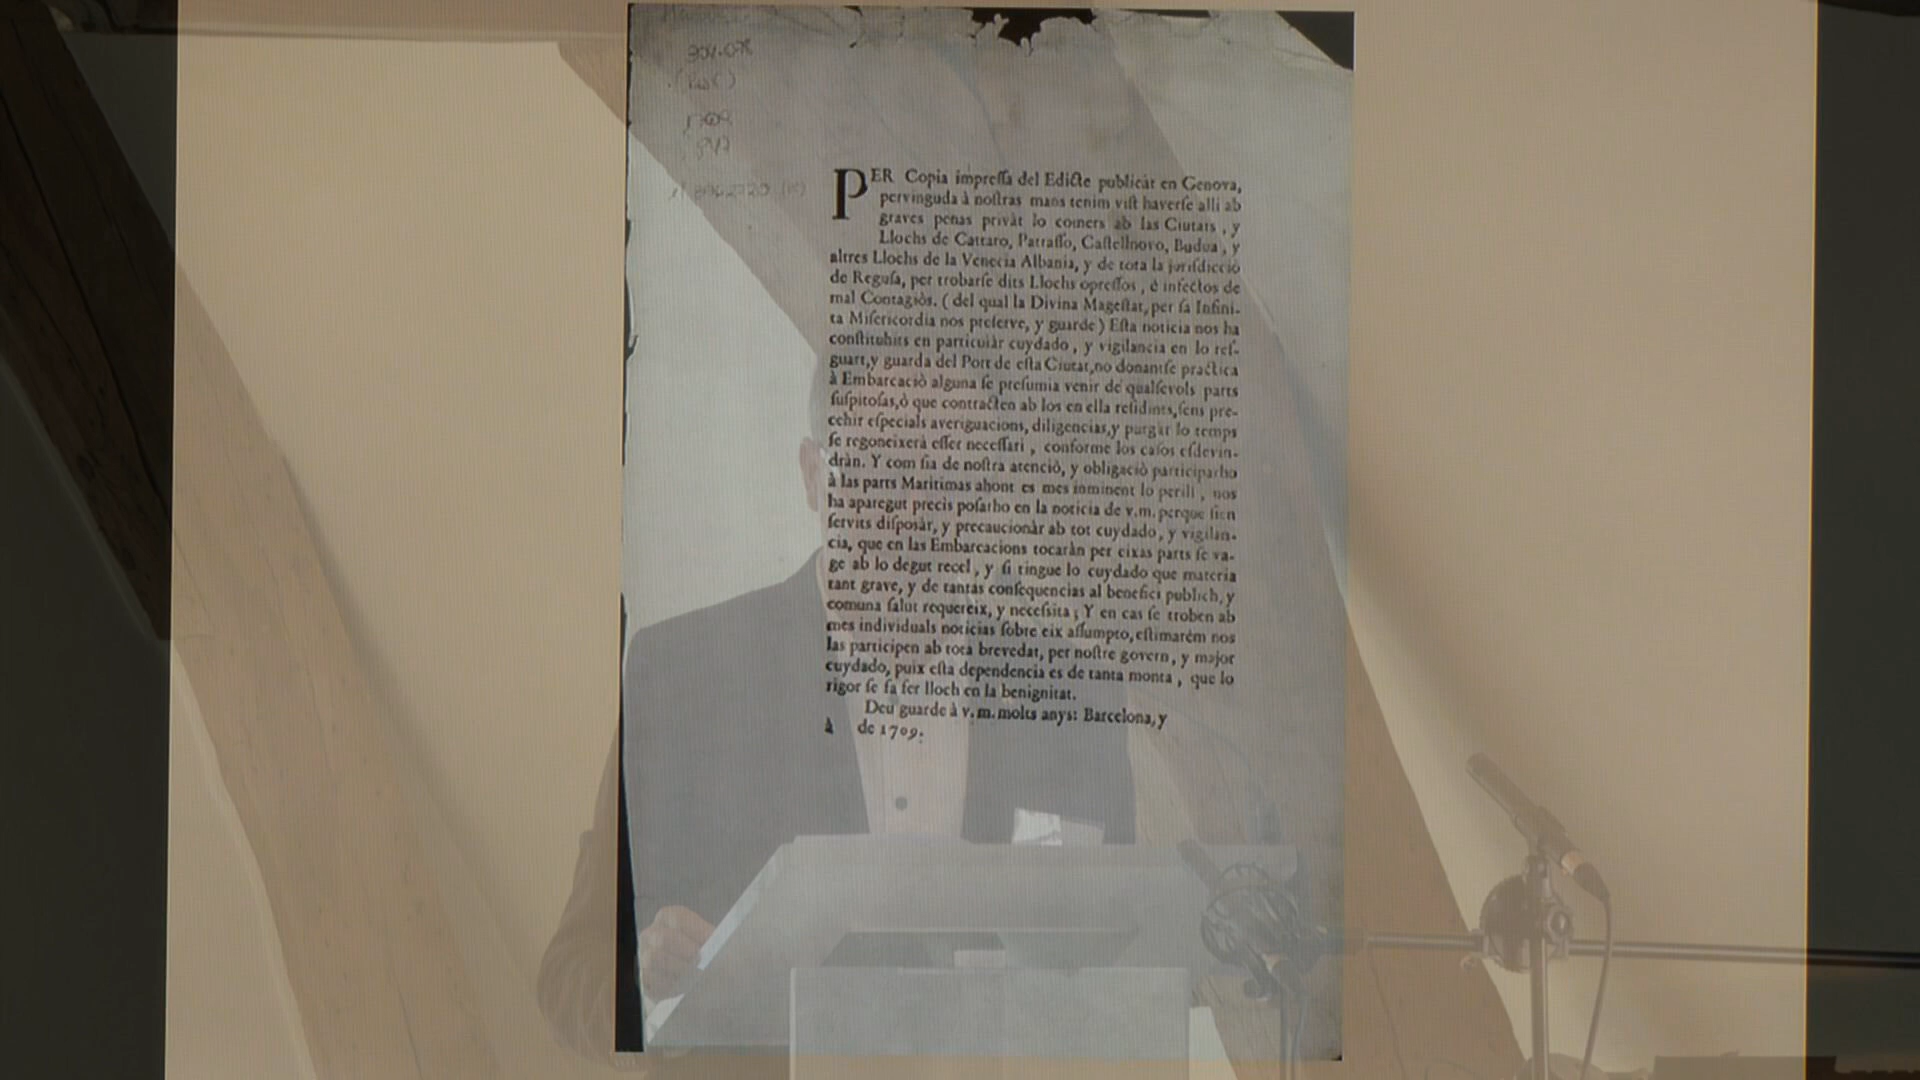 904.078
(Res)
1709
PER Copia impreſſa del Edicte publicàt en Genova,
pervinguda à noſtras mans tenim viſt haverſe alli ab
graves penas privàt lo comers ab las Ciutats, y
Llochs de Cattaro, Patraſſo, Caſtellnovo, Budua, y
altres Llochs de la Venecia Albania, y de tota la juriſdicciò
de Reguſa, per trobarſe dits Llochs opreſſos, è infectos de
mal Contagiòs. (del qual la Divina Mageſtat, per ſa Infini-
ta Miſericordia nos preſerve, y guarde) Eſta noticia nos ha
conſtituhits en particulàr cuydado, y vigilancia en lo reſ-
guart, y guarda del Port de eſta Ciutat, no donantſe practica
à Embarcaciò alguna ſe preſumia venir de qualſevols parts
ſuſpitoſas, ò que contracten ab los en ella reſidints, ſens pre-
cehir eſpecials averiguacions, diligencias, y purgàr lo temps
ſe regoneixerà eſſer neceſſari, conforme los caſos eſdevin-
dràn. Y com ſia de noſtra atenciò, y obligaciò participarho
à las parts Maritimas ahont es mes inminent lo perill, nos
ha aparegut precìs poſarho en la noticia de v.m. perque ſien
ſervits diſposàr, y precaucionàr ab tot cuydado, y vigilan-
cia, que en las Embarcacions tocaràn per eixas parts ſe va-
ge ab lo degut recel, y ſi tingue lo cuydado que materia
tant grave, y de tantas conſequencias al benefici publich, y
comuna ſalut requereix, y neceſsita; Y en cas ſe troben ab
mes individuals noticias ſobre eix aſſumpto, eſtimarèm nos
las participen ab tota brevedat, per noſtre govern, y major
cuydado, puix eſta dependencia es de tanta monta, que lo
rigor ſe fa fer lloch en la benignitat.
Deu guarde à v.m. molts anys: Barcelona, y
à de 1709.